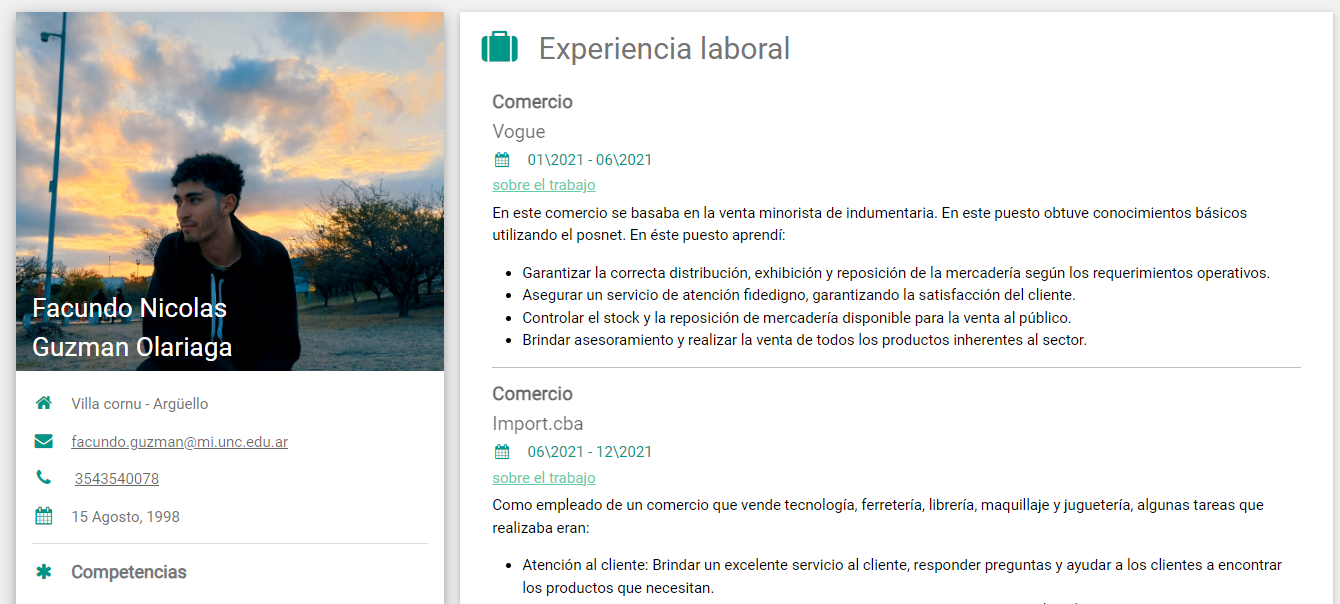 Facundo Nicolas
Guzman Olariaga
Villa cornu - Argüello
facundo.guzman@mi.unc.edu.ar
3543540078
15 Agosto, 1998
Competencias
Experiencia laboral
Comercio
Vogue
01\2021 - 06\2021
sobre el trabajo
En este comercio se basaba en la venta minorista de indumentaria. En este puesto obtuve conocimientos básicos
utilizando el posnet. En éste puesto aprendí:
Garantizar la correcta distribución, exhibición y reposición de la mercadería según los requerimientos operativos.
Asegurar un servicio de atención fidedigno, garantizando la satisfacción del cliente.
Controlar el stock y la reposición de mercadería disponible para la venta al público.
Brindar asesoramiento y realizar la venta de todos los productos inherentes al sector.
Comercio
Import.cba
06\2021 - 12\2021
sobre el trabajo
Como empleado de un comercio que vende tecnología, ferretería, librería, maquillaje y juguetería, algunas tareas que
realizaba eran:
Atención al cliente: Brindar un excelente servicio al cliente, responder preguntas y ayudar a los clientes a encontrar
los productos que necesitan.